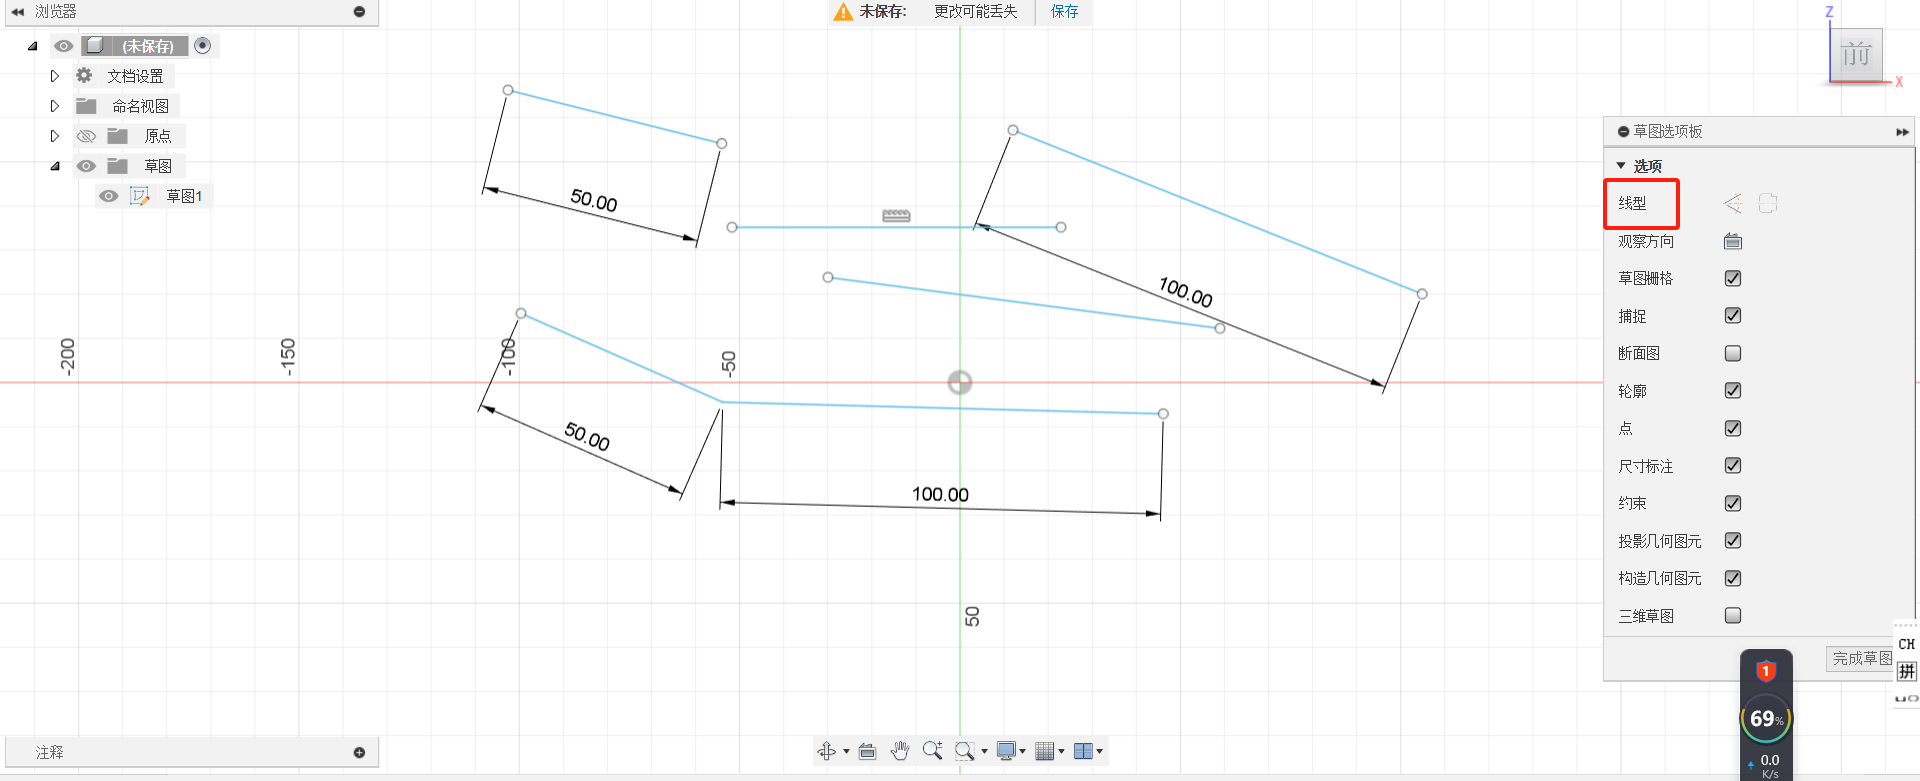 浏览器
未保存: 更改可能丢失 保存
(未保存)
文档设置
命名视图
原点
草图
草图1
Z
前
X
50.00
100.00
50.00
100.00
-200
-150
-100
-50
50
草图选项板
选项
线型
观察方向
草图栅格
捕捉
断面图
轮廓
点
尺寸标注
约束
投影几何图元
构造几何图元
三维草图
完成草图
CH
拼
1
69%
0.0
K/s
注释